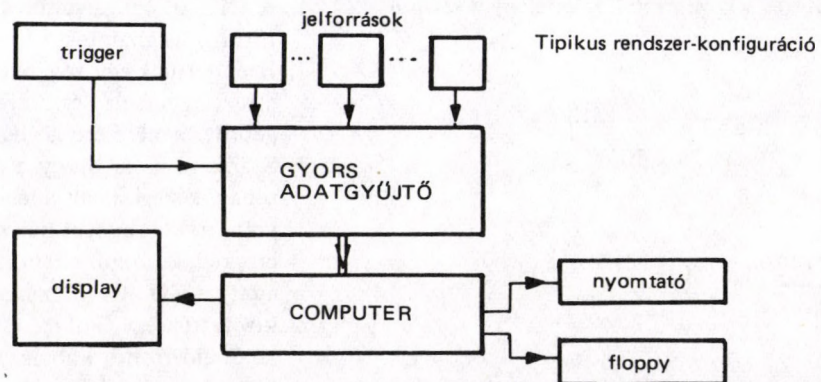 jelforrások
Tipikus rendszer-konfiguráció
trigger
GYORS
ADATGYŰJTŐ
display
COMPUTER
nyomtató
floppy